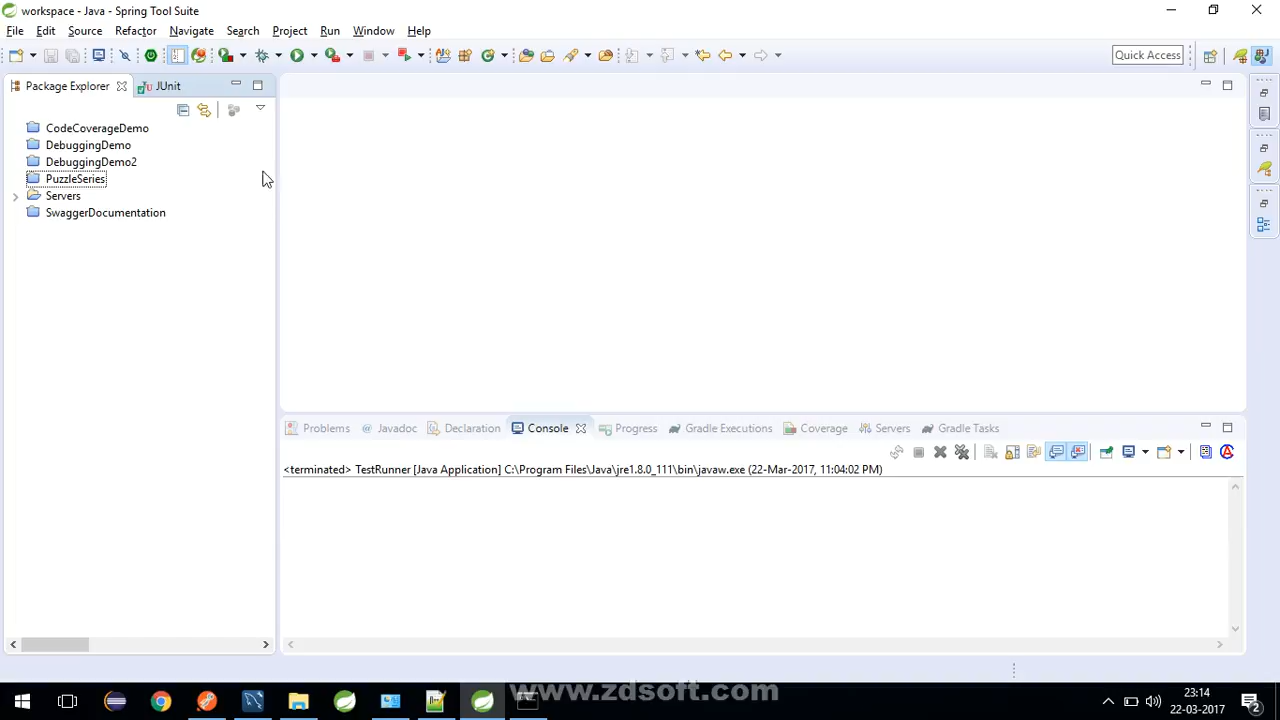 workspace - Java - Spring Tool Suite
File Edit Source Refactor Navigate Search Project Run Window Help
Quick Access
Package Explorer JUnit
CodeCoverageDemo
DebuggingDemo
DebuggingDemo2
PuzzleSeries
Servers
SwaggerDocumentation
Problems @ Javadoc Declaration Console Progress Gradle Executions Coverage Servers Gradle Tasks
<terminated> TestRunner [Java Application] C:\Program Files\Java\jre1.8.0_111\bin\javaw.exe (22-Mar-2017, 11:04:02 PM)
www.zdsoft.com
23:14
22-03-2017
2